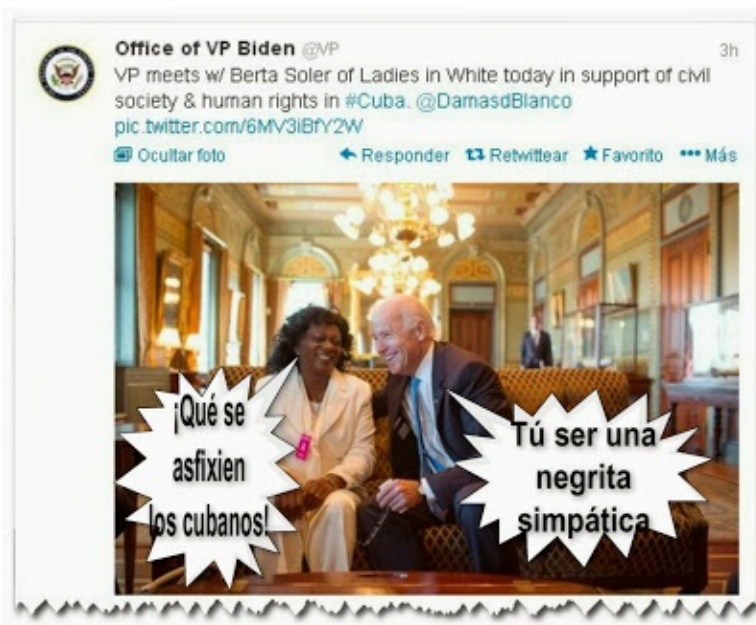 Office of VP Biden @VP 3h
VP meets w/ Berta Soler of Ladies in White today in support of civil
society & human rights in #Cuba. @DamasdBlanco
pic.twitter.com/6MV3iBfY2W
Ocultar foto Responder Retwittear Favorito Más
¡Qué se
asfixien
los cubanos!
Tú ser una
negrita
simpática